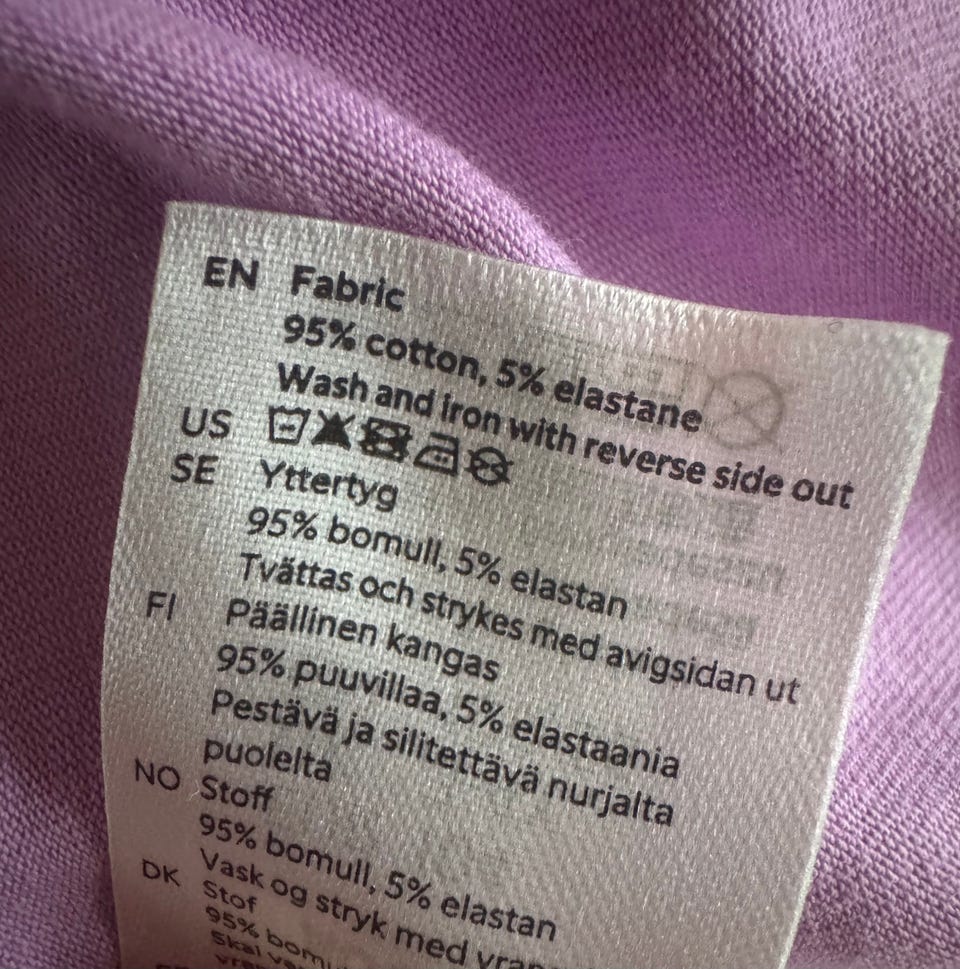 EN Fabric
95% cotton, 5% elastane
Wash and iron with reverse side out
US
SE Yttertyg
95% bomull, 5% elastan
Tvättas och strykes med avigsidan ut
FI Päällinen kangas
95% puuvillaa, 5% elastaania
Pestävä ja silitettävä nurjalta
puolelta
NO Stoff
95% bomull, 5% elastan
Vask og stryk med
DK Stof
95%
Skal